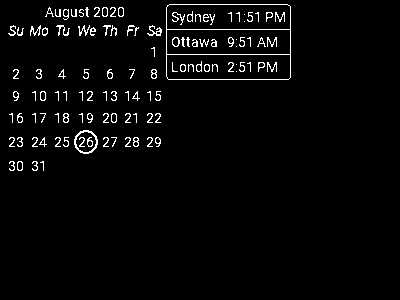 August 2020
Su Mo Tu We Th Fr Sa
1
2 3 4 5 6 7 8
9 10 11 12 13 14 15
16 17 18 19 20 21 22
23 24 25 26 27 28 29
30 31
Sydney 11:51 PM
Ottawa 9:51 AM
London 2:51 PM